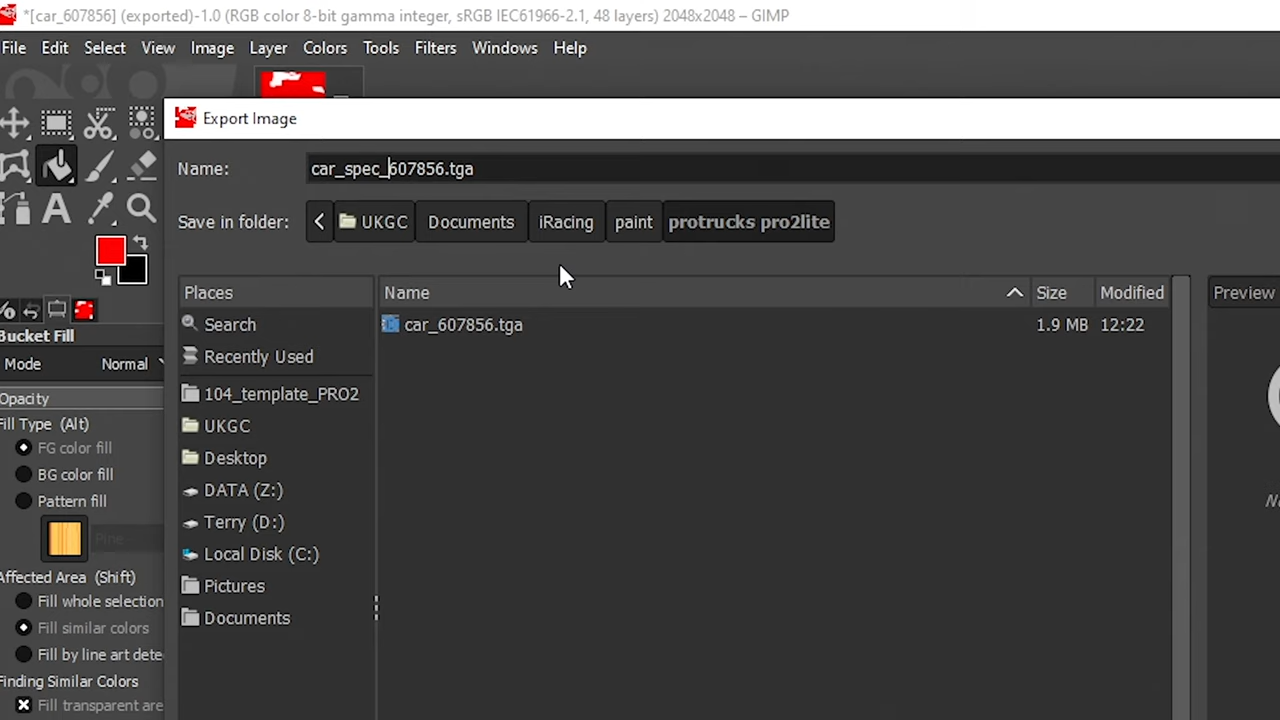 *[car_607856] (exported)-1.0 (RGB color 8-bit gamma integer, sRGB IEC61966-2.1, 48 layers) 2048x2048 – GIMP
File Edit Select View Image Layer Colors Tools Filters Windows Help
Export Image
Name: car_spec_607856.tga
Save in folder: UKGC Documents iRacing paint protrucks pro2lite
Places Name Size Modified Preview
Search car_607856.tga 1.9 MB 12:22
Recently Used
104_template_PRO2
UKGC
Desktop
DATA (Z:)
Terry (D:)
Local Disk (C:)
Pictures
Documents
Bucket Fill
Mode Normal
Opacity
Fill Type (Alt)
FG color fill
BG color fill
Pattern fill
Pine
Affected Area (Shift)
Fill whole selection
Fill similar colors
Fill by line art dete
Finding Similar Colors
Fill transparent are